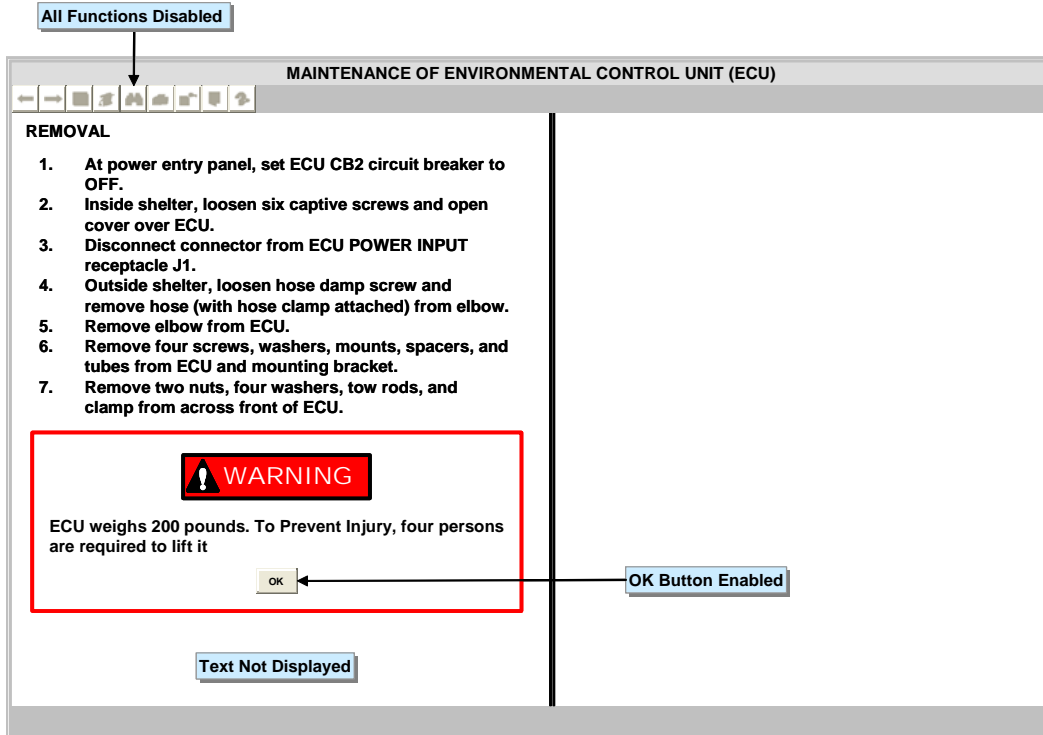 All Functions Disabled
MAINTENANCE OF ENVIRONMENTAL CONTROL UNIT (ECU)
REMOVAL
1. At power entry panel, set ECU CB2 circuit breaker to
OFF.
2. Inside shelter, loosen six captive screws and open
cover over ECU.
3. Disconnect connector from ECU POWER INPUT
receptacle J1.
4. Outside shelter, loosen hose damp screw and
remove hose (with hose clamp attached) from elbow.
5. Remove elbow from ECU.
6. Remove four screws, washers, mounts, spacers, and
tubes from ECU and mounting bracket.
7. Remove two nuts, four washers, tow rods, and
clamp from across front of ECU.
WARNING
ECU weighs 200 pounds. To Prevent Injury, four persons
are required to lift it
OK
OK Button Enabled
Text Not Displayed